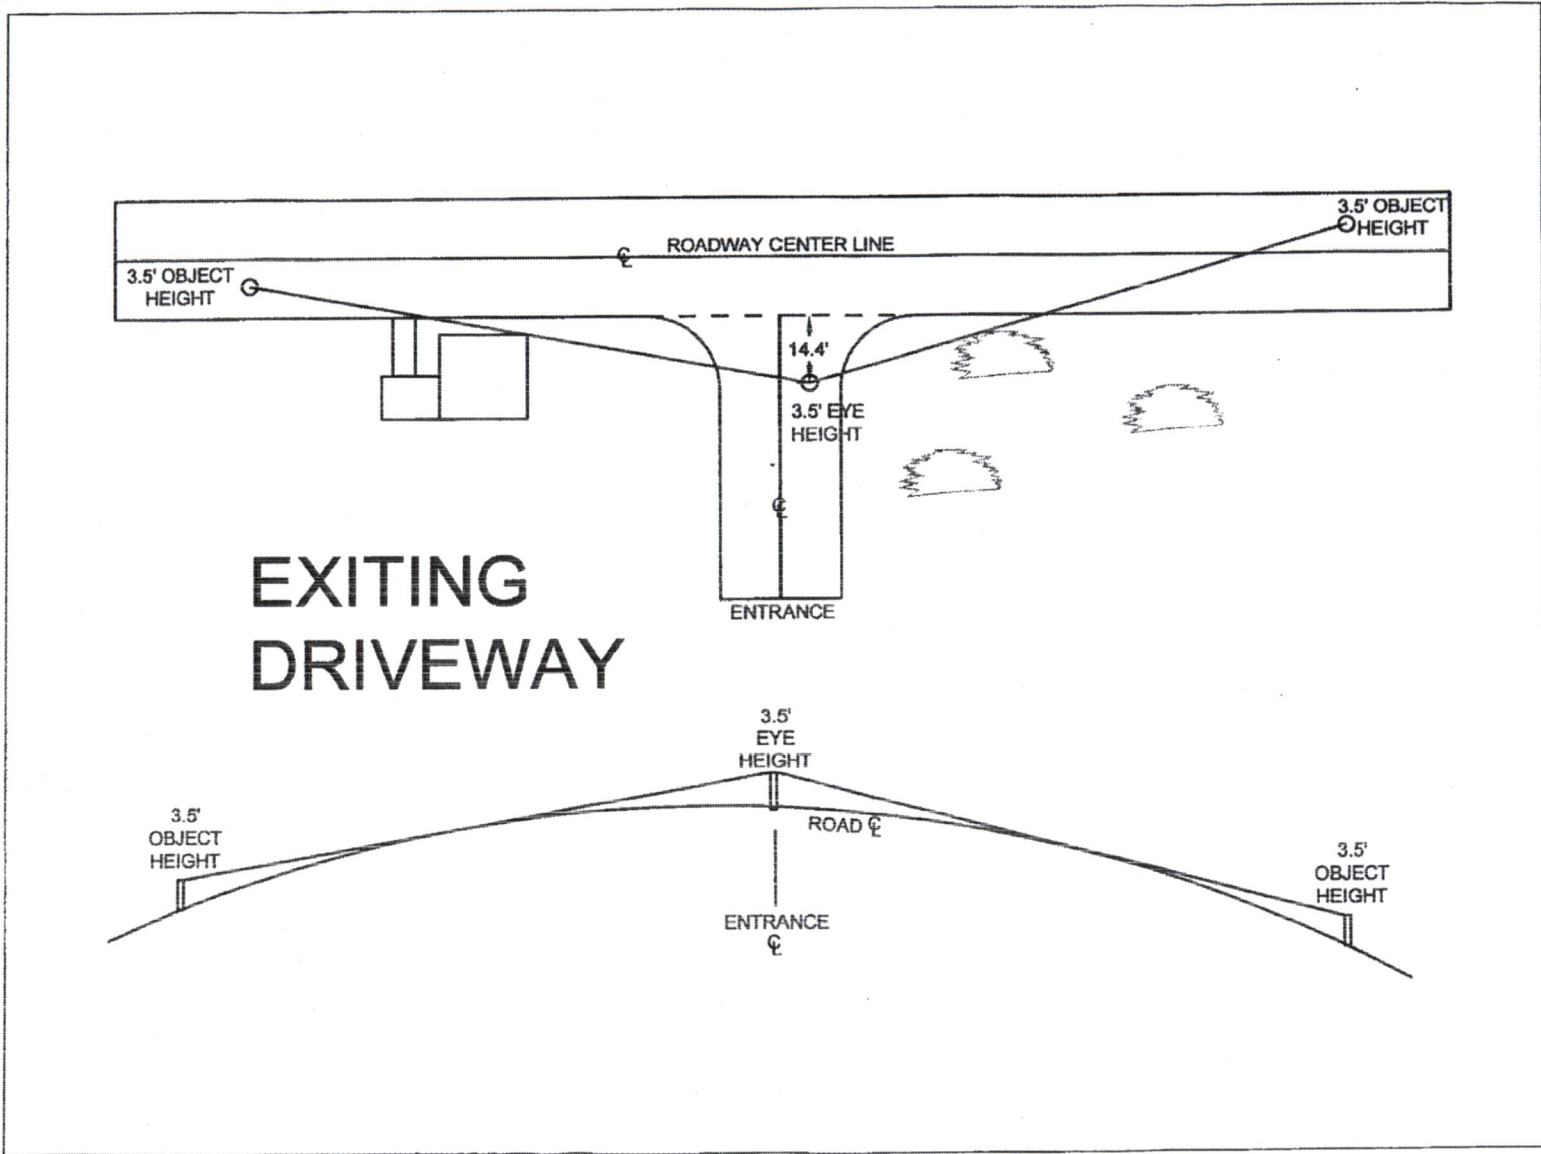 3.5' OBJECT
HEIGHT
ROADWAY CENTER LINE
℄
3.5' OBJECT
HEIGHT
14.4'
3.5' EYE
HEIGHT
℄
ENTRANCE
EXITING
DRIVEWAY
3.5'
EYE
HEIGHT
3.5'
OBJECT
HEIGHT
ROAD ℄
3.5'
OBJECT
HEIGHT
ENTRANCE
℄